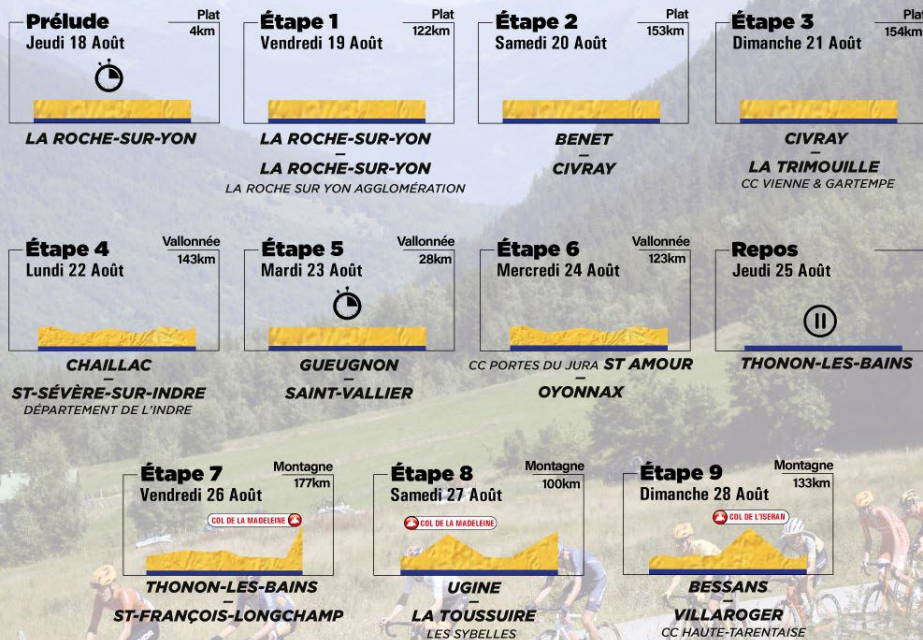 Prélude
Plat
Jeudi 18 Août
4km
LA ROCHE-SUR-YON
Étape 1
Plat
Vendredi 19 Août
122km
LA ROCHE-SUR-YON
–
LA ROCHE-SUR-YON
LA ROCHE SUR YON AGGLOMÉRATION
Étape 2
Plat
Samedi 20 Août
153km
BENET
–
CIVRAY
Étape 3
Plat
Dimanche 21 Août
154km
CIVRAY
–
LA TRIMOUILLE
CC VIENNE & GARTEMPE
Étape 4
Vallonnée
Lundi 22 Août
143km
CHAILLAC
–
ST-SÉVÈRE-SUR-INDRE
DÉPARTEMENT DE L'INDRE
Étape 5
Vallonnée
Mardi 23 Août
28km
GUEUGNON
–
SAINT-VALLIER
Étape 6
Vallonnée
Mercredi 24 Août
123km
CC PORTES DU JURA ST AMOUR
–
OYONNAX
Repos
Jeudi 25 Août
THONON-LES-BAINS
Étape 7
Montagne
Vendredi 26 Août
177km
COL DE LA MADELEINE
THONON-LES-BAINS
–
ST-FRANÇOIS-LONGCHAMP
Étape 8
Montagne
Samedi 27 Août
100km
COL DE LA MADELEINE
UGINE
–
LA TOUSSUIRE
LES SYBELLES
Étape 9
Montagne
Dimanche 28 Août
133km
COL DE L'ISERAN
BESSANS
–
VILLAROGER
CC HAUTE-TARENTAISE